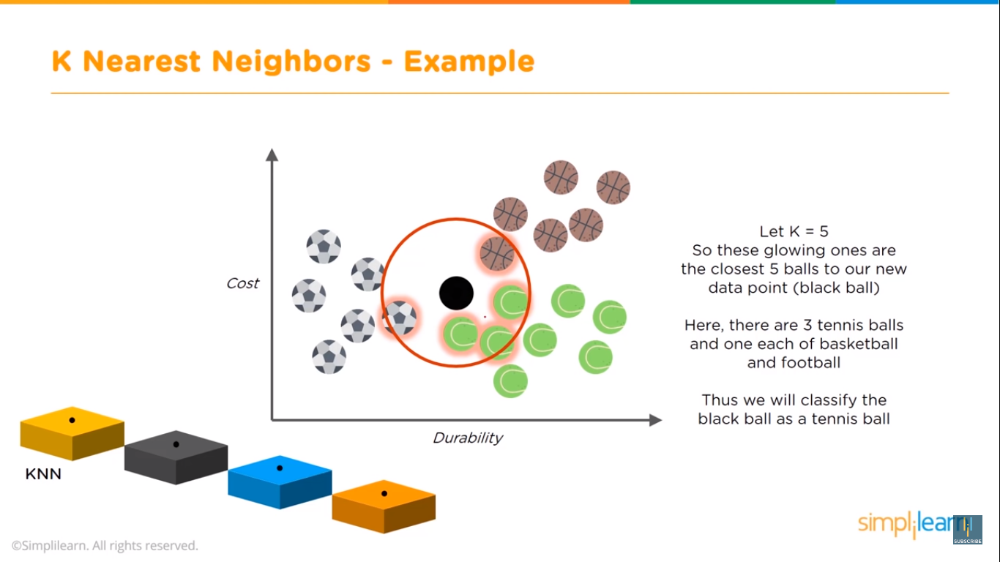 K Nearest Neighbors - Example
Let K = 5
So these glowing ones are
the closest 5 balls to our new
data point (black ball)
Cost
Here, there are 3 tennis balls
and one each of basketball
and football
Thus we will classify the
black ball as a tennis ball
Durability
KNN
simplilearn
SUBSCRIBE
©Simplilearn. All rights reserved.